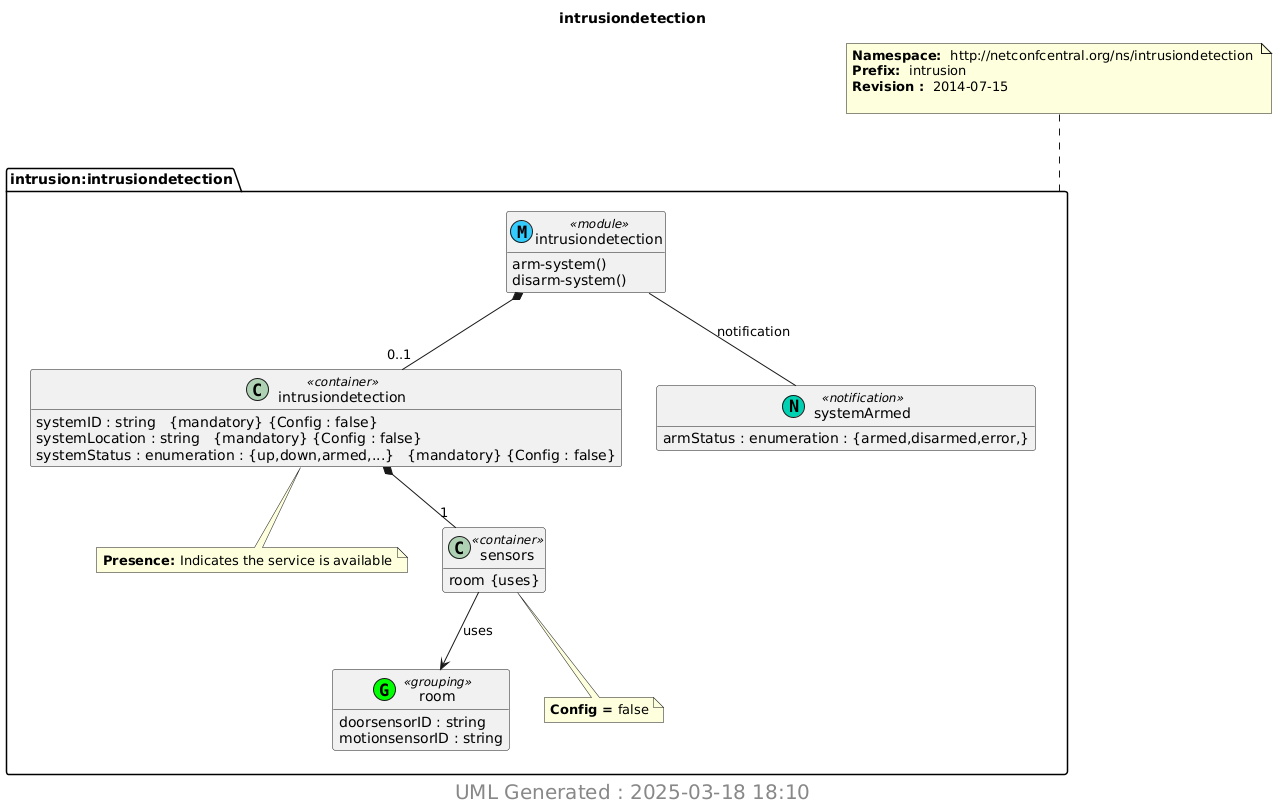 intrusiondetection
Namespace:  http://netconfcentral.org/ns/intrusiondetection
Prefix:  intrusion
Revision :  2014-07-15
intrusion:intrusiondetection
M
«module»
intrusiondetection
arm-system()
disarm-system()
notification
0..1
C
«container»
intrusiondetection
systemID : string   {mandatory} {Config : false}
systemLocation : string   {mandatory} {Config : false}
systemStatus : enumeration : {up,down,armed,...}   {mandatory} {Config : false}
N
«notification»
systemArmed
armStatus : enumeration : {armed,disarmed,error,}
1
Presence: Indicates the service is available
C
«container»
sensors
room {uses}
uses
G
«grouping»
room
doorsensorID : string
motionsensorID : string
Config = false
UML Generated : 2025-03-18 18:10